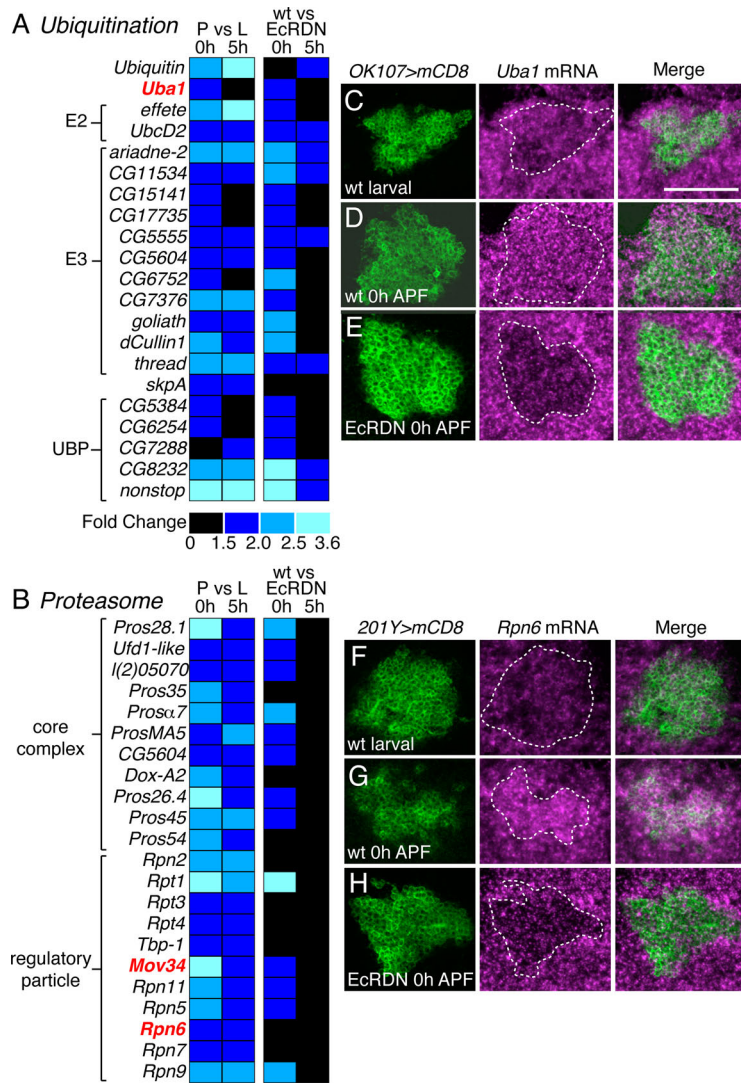 A Ubiquitination
P vs L
0h 5h
wt vs
EcRDN
0h 5h
Ubiquitin
Uba1
E2
effete
UbcD2
E3
ariadne-2
CG11534
CG15141
CG17735
CG5555
CG5604
CG6752
CG7376
goliath
dCullin1
thread
skpA
UBP
CG5384
CG6254
CG7288
CG8232
nonstop
Fold Change
0 1.5 2.0 2.5 3.6
OK107>mCD8 Uba1 mRNA Merge
C
wt larval
D
wt 0h APF
E
EcRDN 0h APF
B Proteasome
P vs L
0h 5h
wt vs
EcRDN
0h 5h
core
complex
Pros28.1
Ufd1-like
l(2)05070
Pros35
Prosα7
ProsMA5
CG5604
Dox-A2
Pros26.4
Pros45
Pros54
regulatory
particle
Rpn2
Rpt1
Rpt3
Rpt4
Tbp-1
Mov34
Rpn11
Rpn5
Rpn6
Rpn7
Rpn9
201Y>mCD8 Rpn6 mRNA Merge
F
wt larval
G
wt 0h APF
H
EcRDN 0h APF